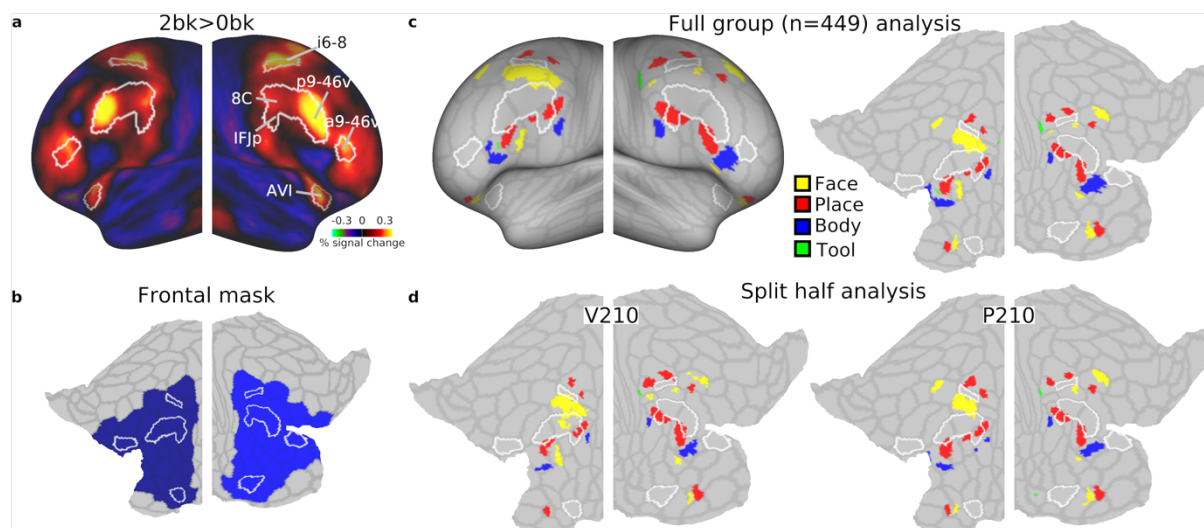 a
2bk>0bk
i6-8
p9-46v
8C
a9-46v
IFJp
AVI
-0.3 0 0.3
% signal change
b
Frontal mask
c
Full group (n=449) analysis
Face
Place
Body
Tool
d
Split half analysis
V210
P210